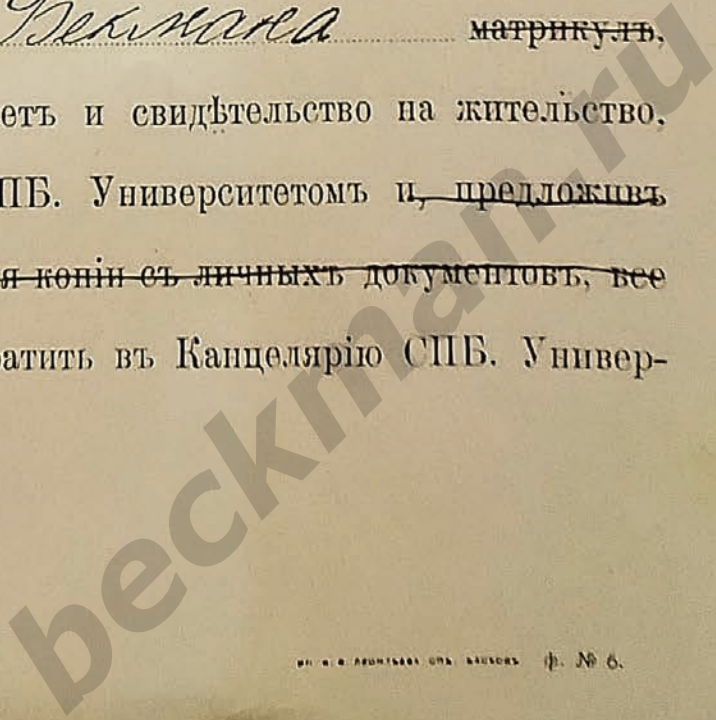 Бекмана матрикулъ,
етъ и свидѣтельство на жительство,
ПБ. Университетомъ и, предложивъ
я копіи съ личныхъ документовъ, все
ратить въ Канцелярію СПБ. Универ-
ф. № 6.
beckman.ru